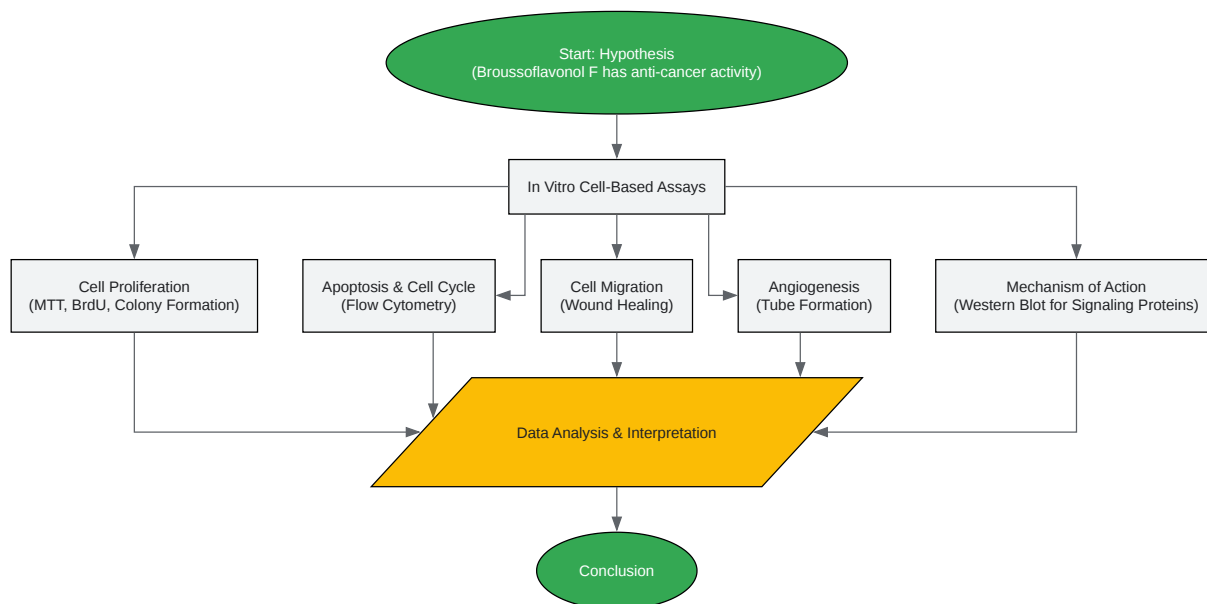 Start: Hypothesis
(Broussoflavonol F has anti-cancer activity)
In Vitro Cell-Based Assays
Cell Proliferation
(MTT, BrdU, Colony Formation)
Apoptosis & Cell Cycle
(Flow Cytometry)
Cell Migration
(Wound Healing)
Angiogenesis
(Tube Formation)
Mechanism of Action
(Western Blot for Signaling Proteins)
Data Analysis & Interpretation
Conclusion